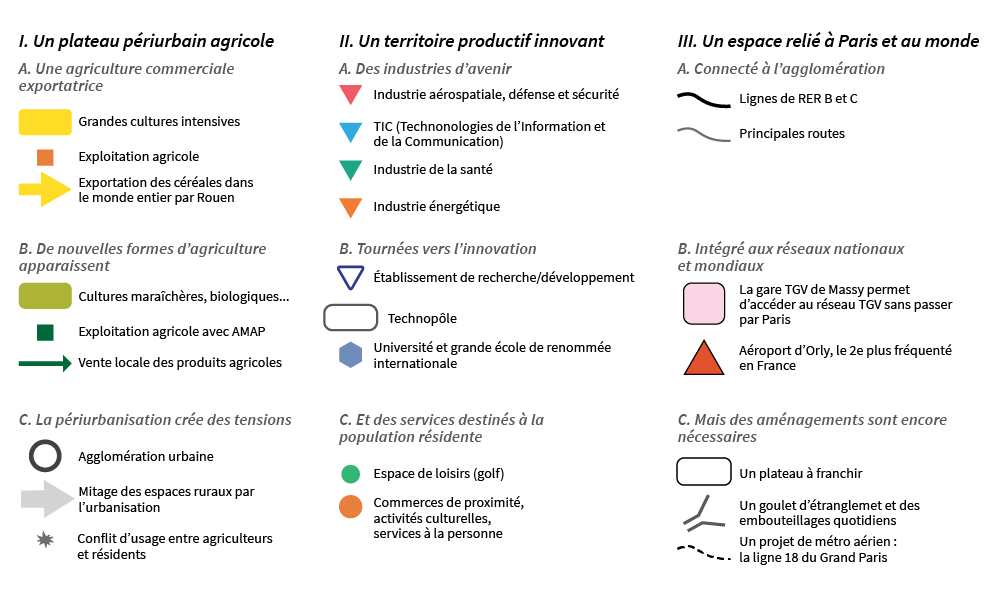 I. Un plateau périurbain agricole
A. Une agriculture commerciale
exportatrice
Grandes cultures intensives
Exploitation agricole
Exportation des céréales dans
le monde entier par Rouen
B. De nouvelles formes d’agriculture
apparaissent
Cultures maraîchères, biologiques...
Exploitation agricole avec AMAP
Vente locale des produits agricoles
C. La périurbanisation crée des tensions
Agglomération urbaine
Mitage des espaces ruraux par
l’urbanisation
Conflit d’usage entre agriculteurs
et résidents
II. Un territoire productif innovant
A. Des industries d’avenir
Industrie aérospatiale, défense et sécurité
TIC (Technonologies de l’Information et
de la Communication)
Industrie de la santé
Industrie énergétique
B. Tournées vers l’innovation
Établissement de recherche/développement
Technopôle
Université et grande école de renommée
internationale
C. Et des services destinés à la
population résidente
Espace de loisirs (golf)
Commerces de proximité,
activités culturelles,
services à la personne
III. Un espace relié à Paris et au monde
A. Connecté à l’agglomération
Lignes de RER B et C
Principales routes
B. Intégré aux réseaux nationaux
et mondiaux
La gare TGV de Massy permet
d’accéder au réseau TGV sans passer
par Paris
Aéroport d’Orly, le 2e plus fréquenté
en France
C. Mais des aménagements sont encore
nécessaires
Un plateau à franchir
Un goulet d’étranglemet et des
embouteillages quotidiens
Un projet de métro aérien :
la ligne 18 du Grand Paris